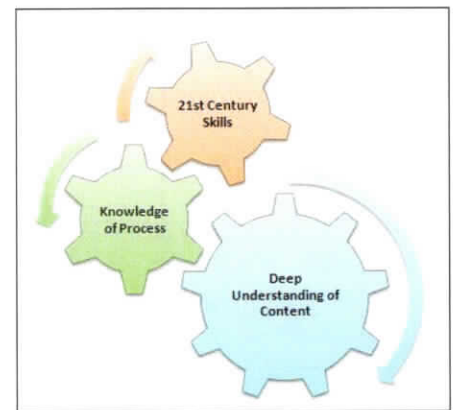 21st Century
Skills
Knowledge
of Process
Deep
Understanding of
Content